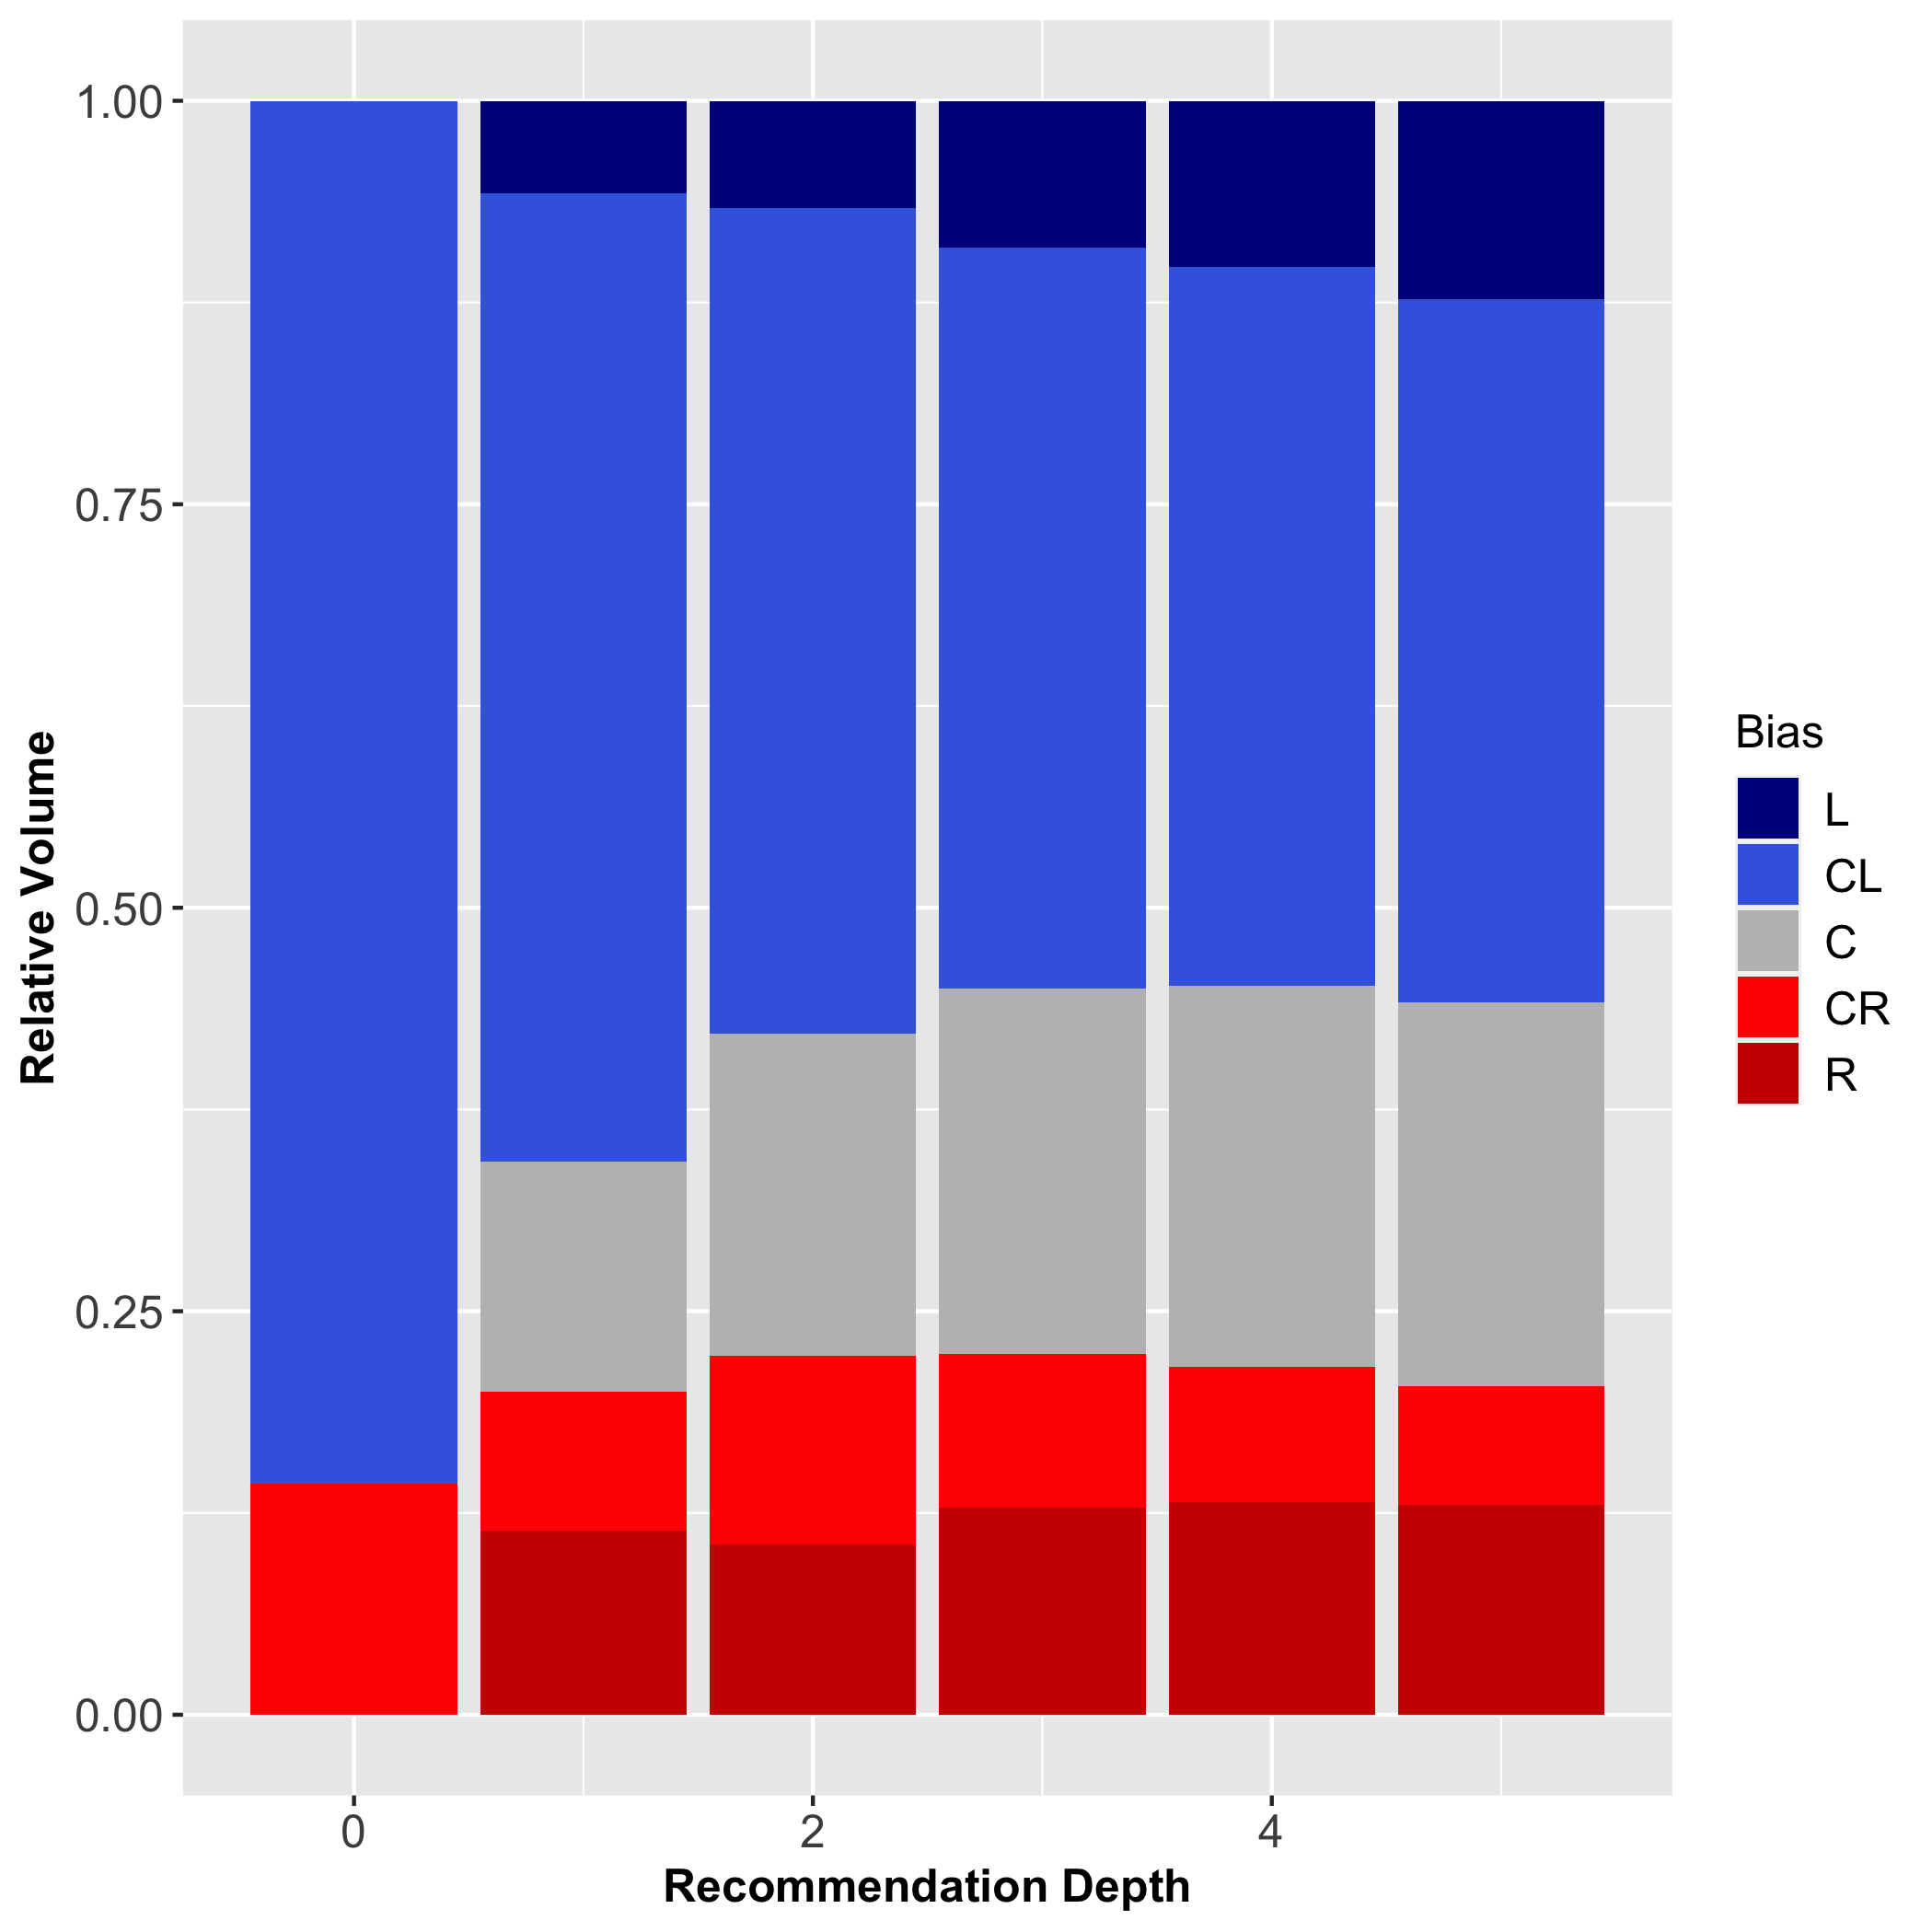 1.00
0.75
0.50
0.25
0.00
Relative Volume
0
2
4
Recommendation Depth
Bias
L
CL
C
CR
R